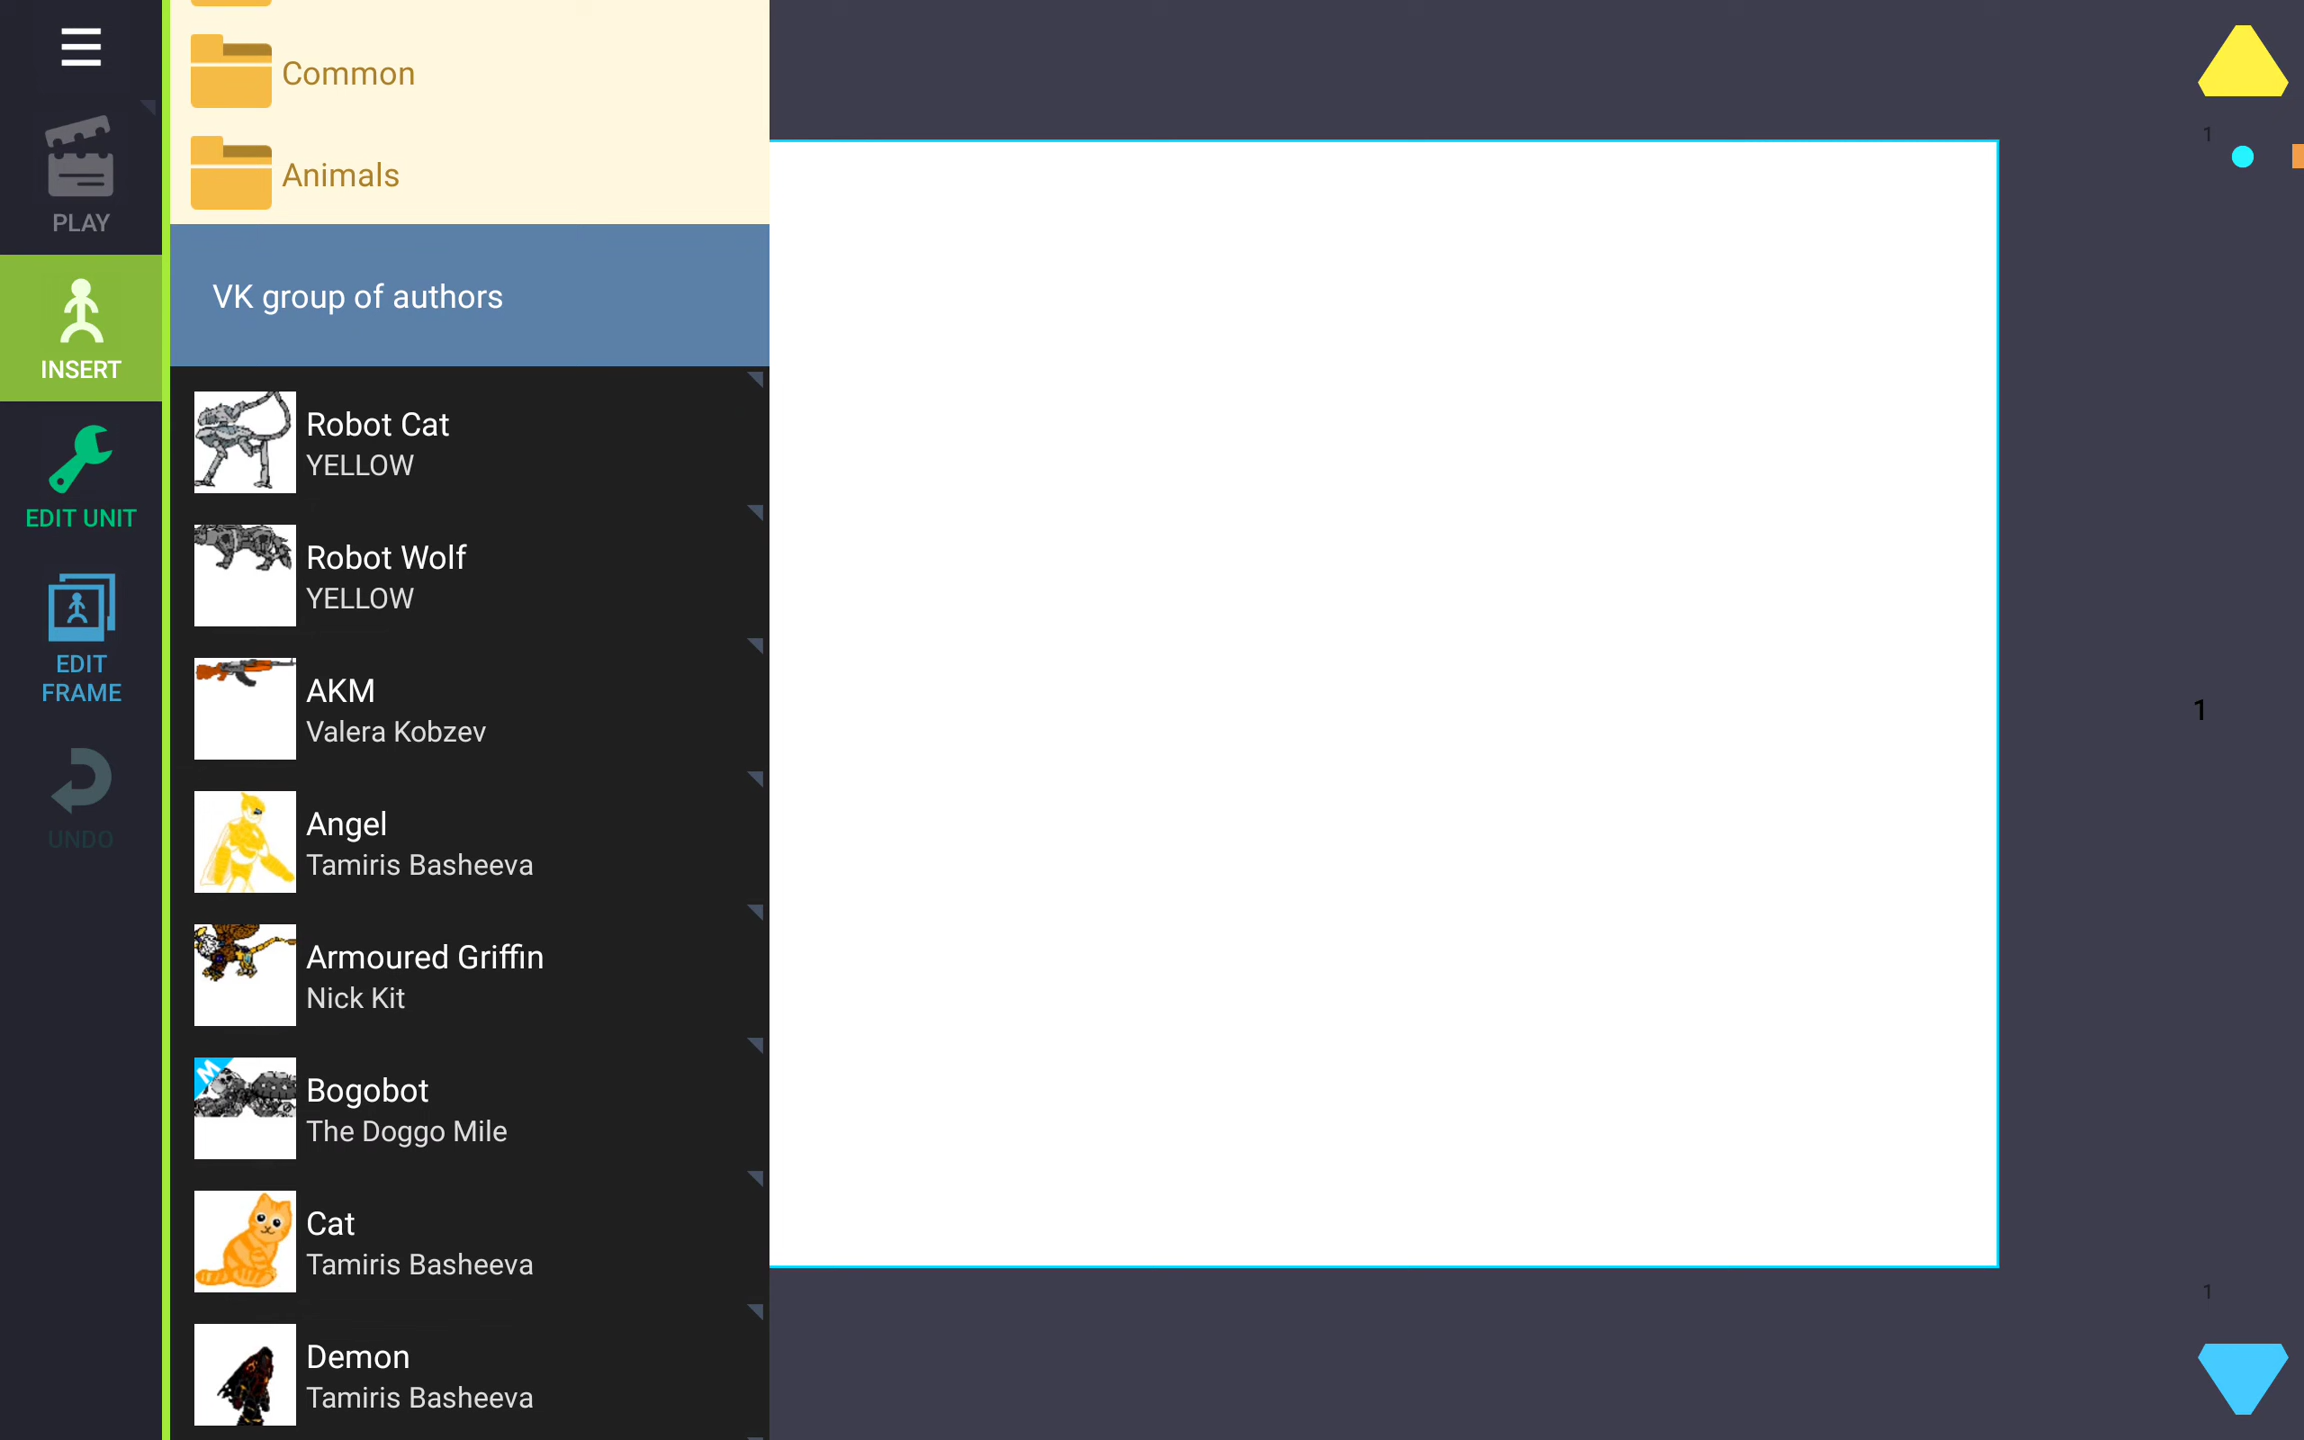 PLAY
INSERT
EDIT UNIT
EDIT
FRAME
UNDO
Common
Animals
VK group of authors
Robot Cat
YELLOW
Robot Wolf
YELLOW
AKM
Valera Kobzev
Angel
Tamiris Basheeva
Armoured Griffin
Nick Kit
M
Bogobot
The Doggo Mile
Cat
Tamiris Basheeva
Demon
Tamiris Basheeva
1
1
1